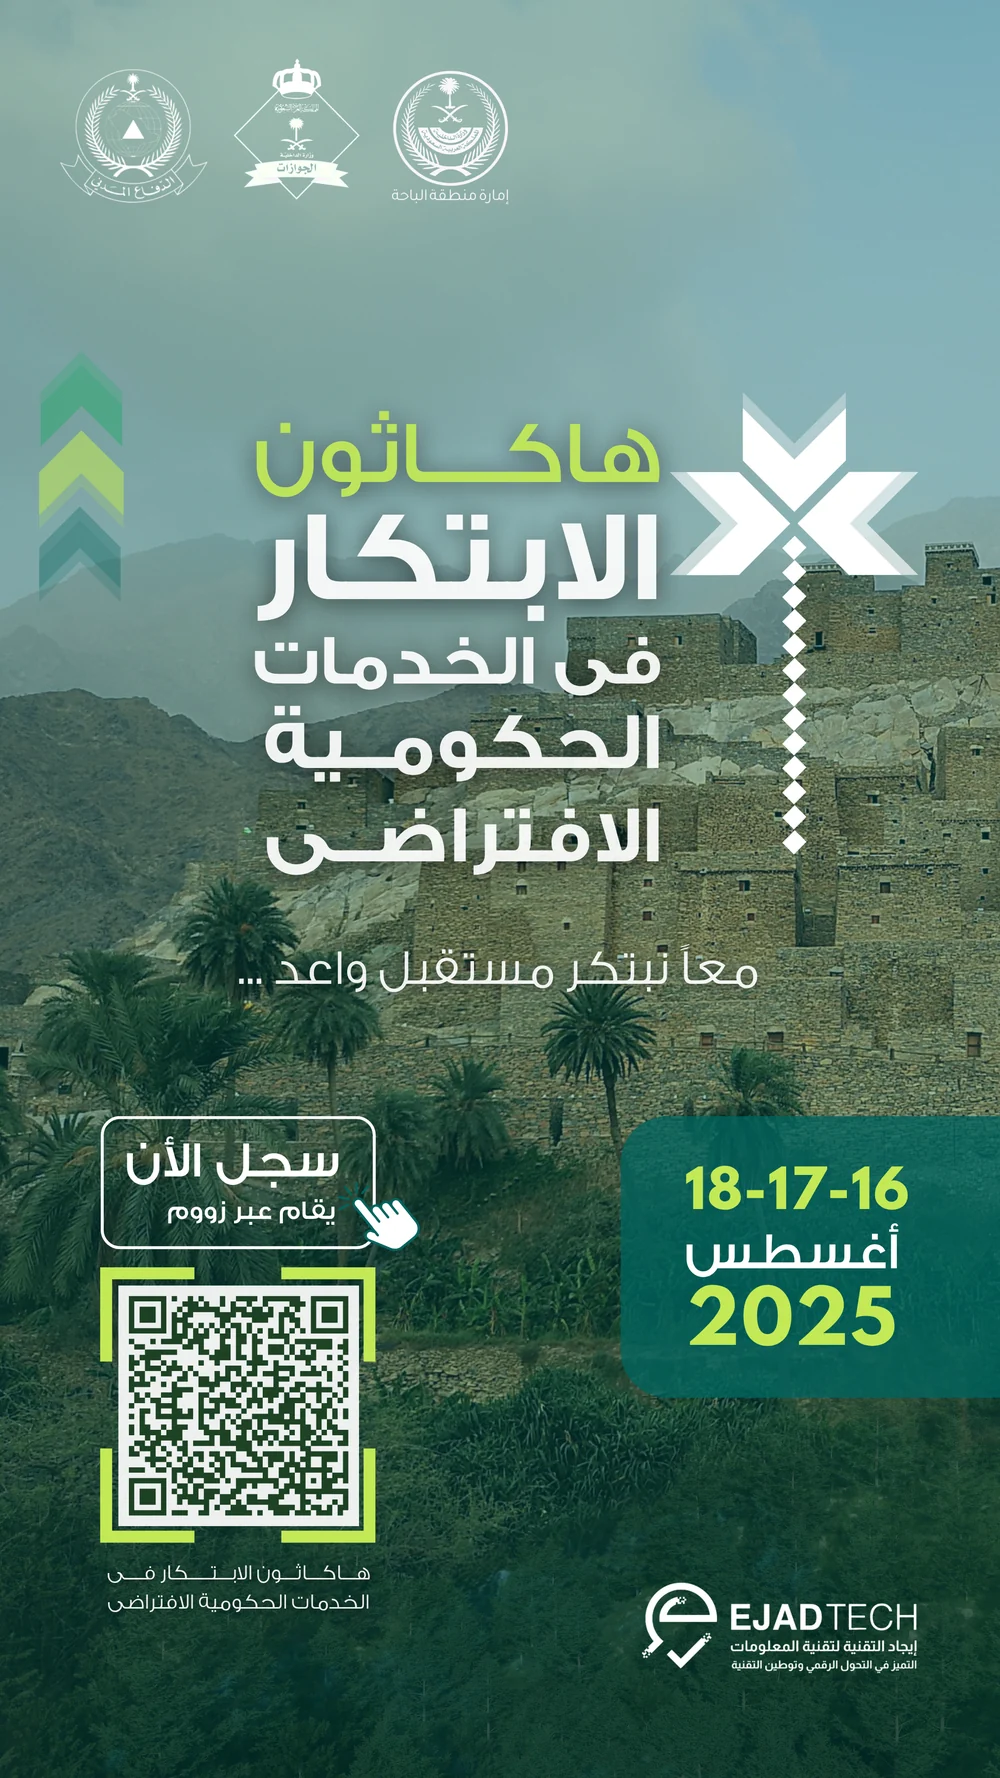 إمارة منطقة الباحة
وزارة الداخلية
الجوازات
الدفاع المدني
هاكاثون
الابتكار
في الخدمات
الحكومية
الافتراضي
معاً نبتكر مستقبل واعد ...
سجل الأن
يقام عبر زووم
16-17-18
أغسطس
2025
هاكاثون الابتكار في
الخدمات الحكومية الافتراضي
EJADTECH
إيجاد التقنية لتقنية المعلومات
التميز في التحول الرقمي وتوطين التقنية